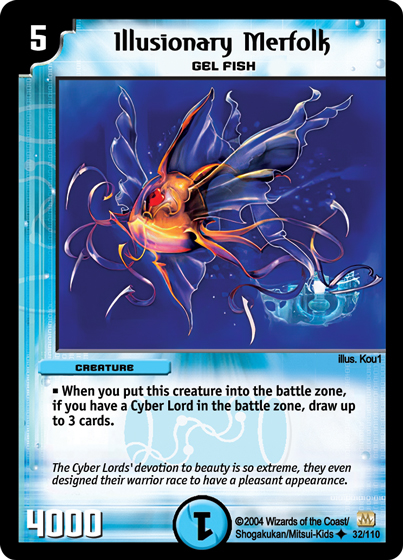 5
Illusionary Merfolk
GEL FISH
illus. Kou1
CREATURE
▪ When you put this creature into the battle zone,
if you have a Cyber Lord in the battle zone, draw up
to 3 cards.
The Cyber Lords' devotion to beauty is so extreme, they even
designed their warrior race to have a pleasant appearance.
4000
1
©2004 Wizards of the Coast/
Shogakukan/Mitsui-Kids ✦ 32/110